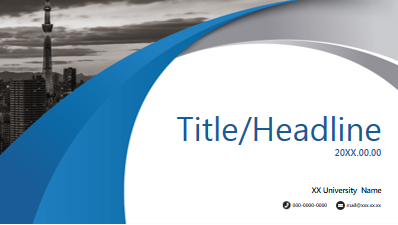 Title/Headline
20XX.00.00
XX University Name
000-0000-0000 mail@xxx.xx.xx